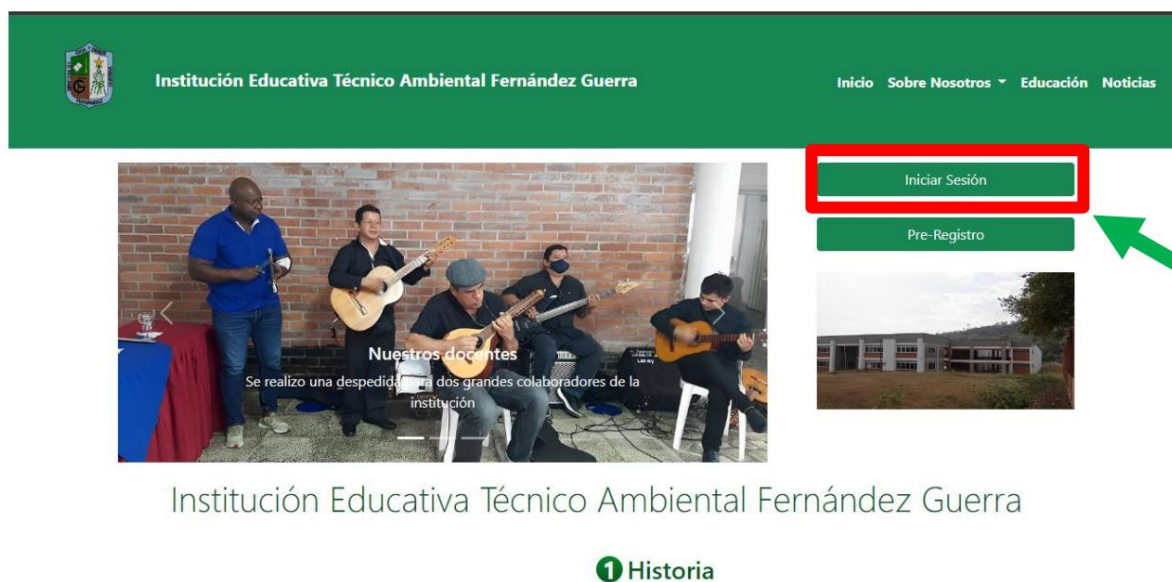 Institución Educativa Técnico Ambiental Fernández Guerra
Inicio Sobre Nosotros Educación Noticias
Iniciar Sesión
Pre-Registro
Nuestros docentes
Se realizo una despedida para dos grandes colaboradores de la
institución
Institución Educativa Técnico Ambiental Fernández Guerra
1 Historia